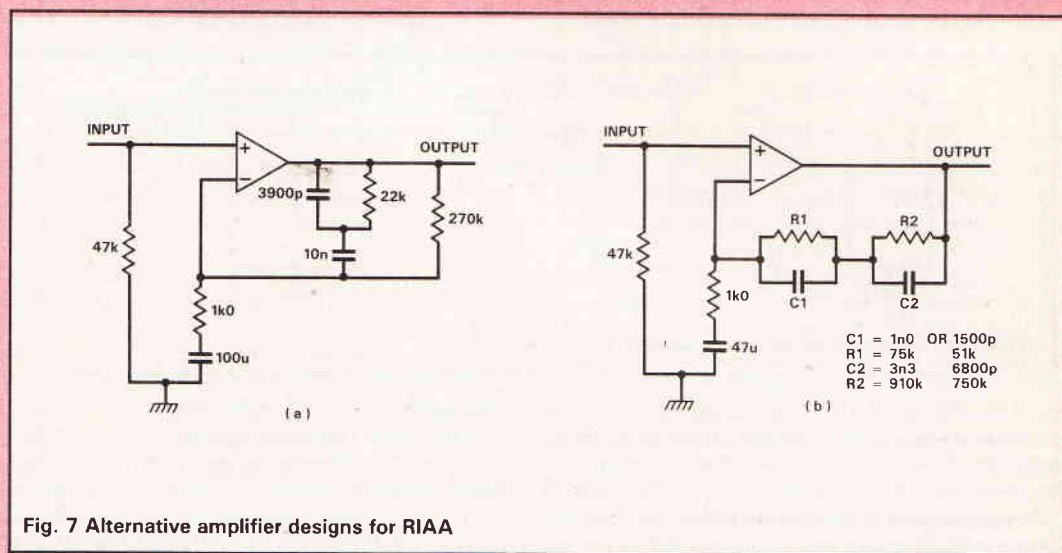 INPUT
+
−
OUTPUT
3900p
22k
270k
47k
10n
1k0
100u
(a)
INPUT
+
−
OUTPUT
R1
R2
47k
C1
C2
1k0
47u
C1 = 1n0 OR 1500p
R1 = 75k 51k
C2 = 3n3 6800p
R2 = 910k 750k
(b)
Fig. 7 Alternative amplifier designs for RIAA